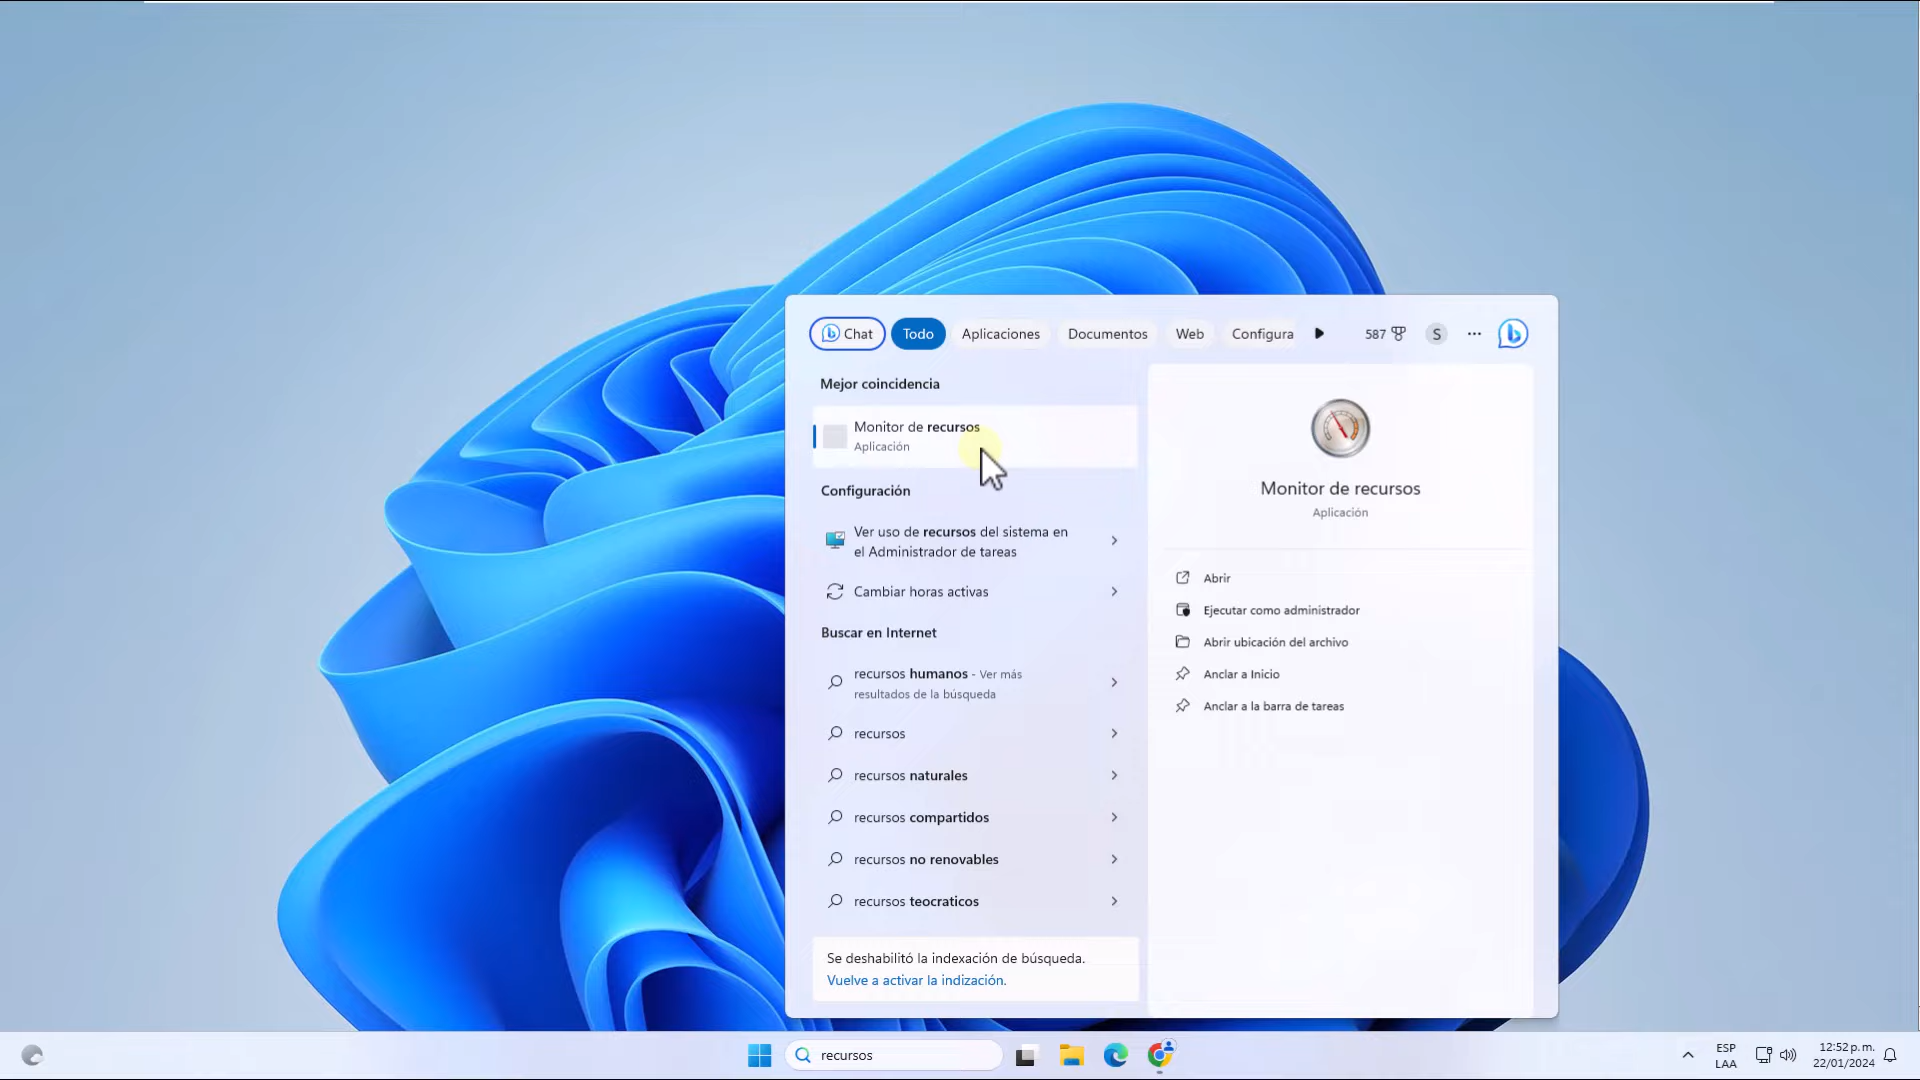 Chat Todo Aplicaciones Documentos Web Configura 587 S
Mejor coincidencia
Monitor de recursos
Aplicación
Configuración
Ver uso de recursos del sistema en
el Administrador de tareas
Cambiar horas activas
Buscar en Internet
recursos humanos - Ver más
resultados de la búsqueda
recursos
recursos naturales
recursos compartidos
recursos no renovables
recursos teocraticos
Se deshabilitó la indexación de búsqueda.
Vuelve a activar la indización.
Monitor de recursos
Aplicación
Abrir
Ejecutar como administrador
Abrir ubicación del archivo
Anclar a Inicio
Anclar a la barra de tareas
recursos
ESP
LAA
12:52 p. m.
22/01/2024